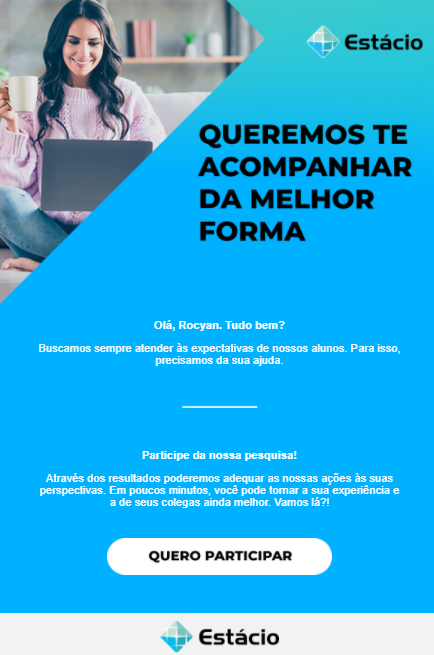 Estácio
QUEREMOS TE
ACOMPANHAR
DA MELHOR
FORMA
Olá, Rocyan. Tudo bem?
Buscamos sempre atender às expectativas de nossos alunos. Para isso,
precisamos da sua ajuda.
Participe da nossa pesquisa!
Através dos resultados poderemos adequar as nossas ações às suas
perspectivas. Em poucos minutos, você pode tornar a sua experiência e
a de seus colegas ainda melhor. Vamos lá?!
QUERO PARTICIPAR
Estácio